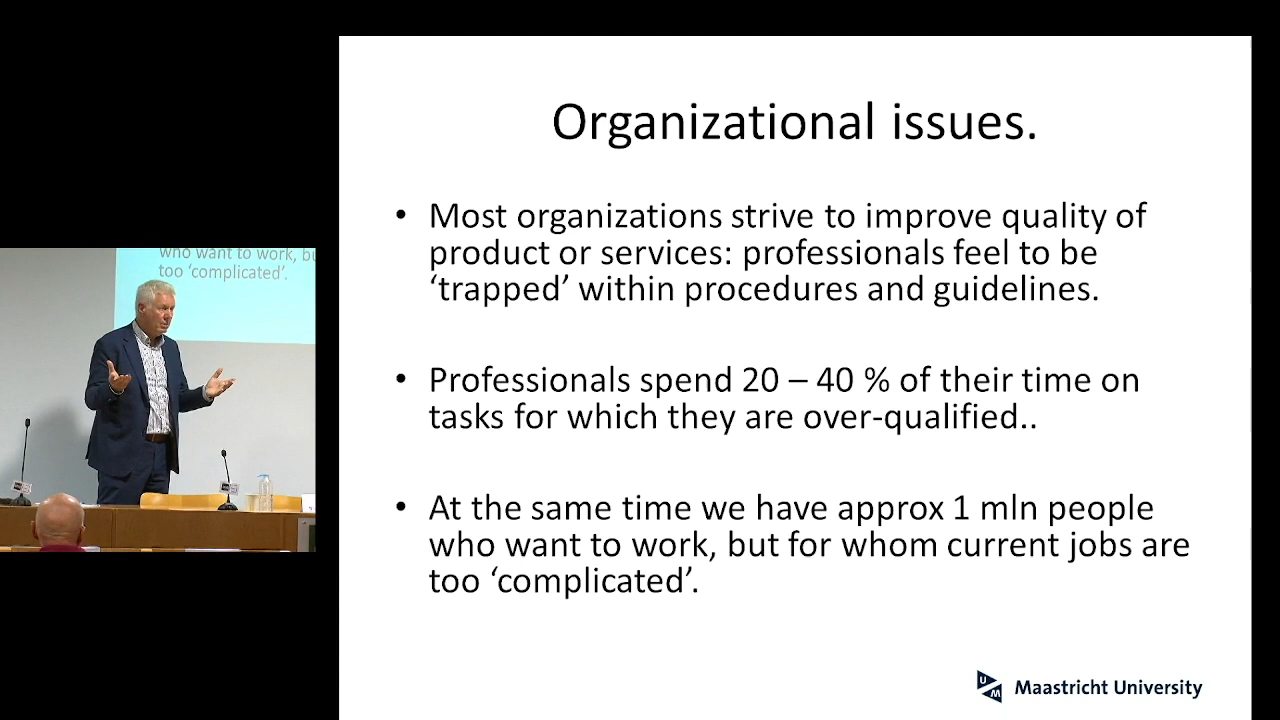 Organizational issues.
• Most organizations strive to improve quality of
product or services: professionals feel to be
‘trapped’ within procedures and guidelines.
• Professionals spend 20 – 40 % of their time on
tasks for which they are over-qualified..
• At the same time we have approx 1 mln people
who want to work, but for whom current jobs are
too ‘complicated’.
UM
Maastricht University
who want to work, bu
too ‘complicated’.